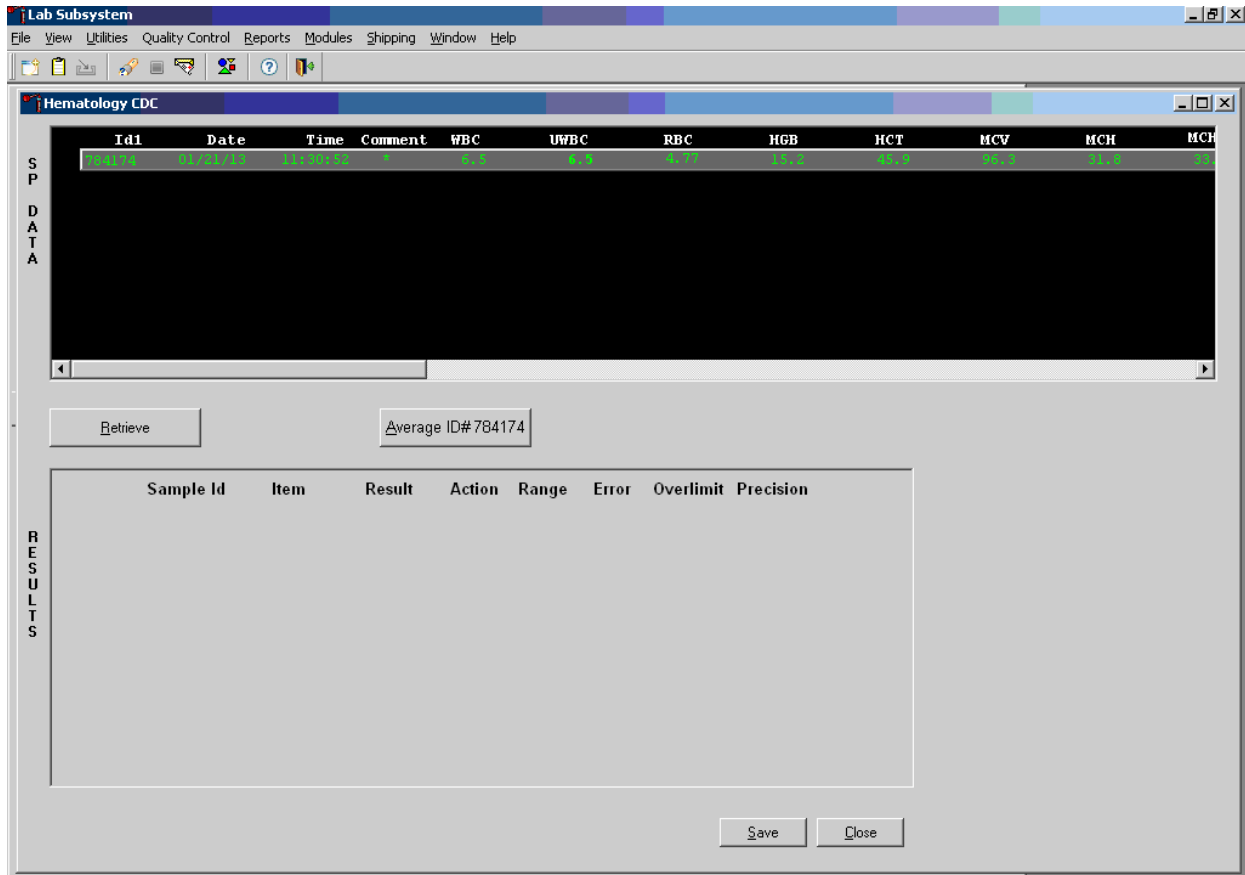 Lab Subsystem
File View Utilities Quality Control Reports Modules Shipping Window Help
Hematology CDC
Id1 Date Time Comment WBC UWBC RBC HGB HCT MCV MCH MCH
784174 01/21/13 11:30:52 * 6.5 6.5 4.77 15.2 45.9 96.3 31.8 33.
SP DATA
Retrieve Average ID#784174
Sample Id Item Result Action Range Error Overlimit Precision
RESULTS
Save Close